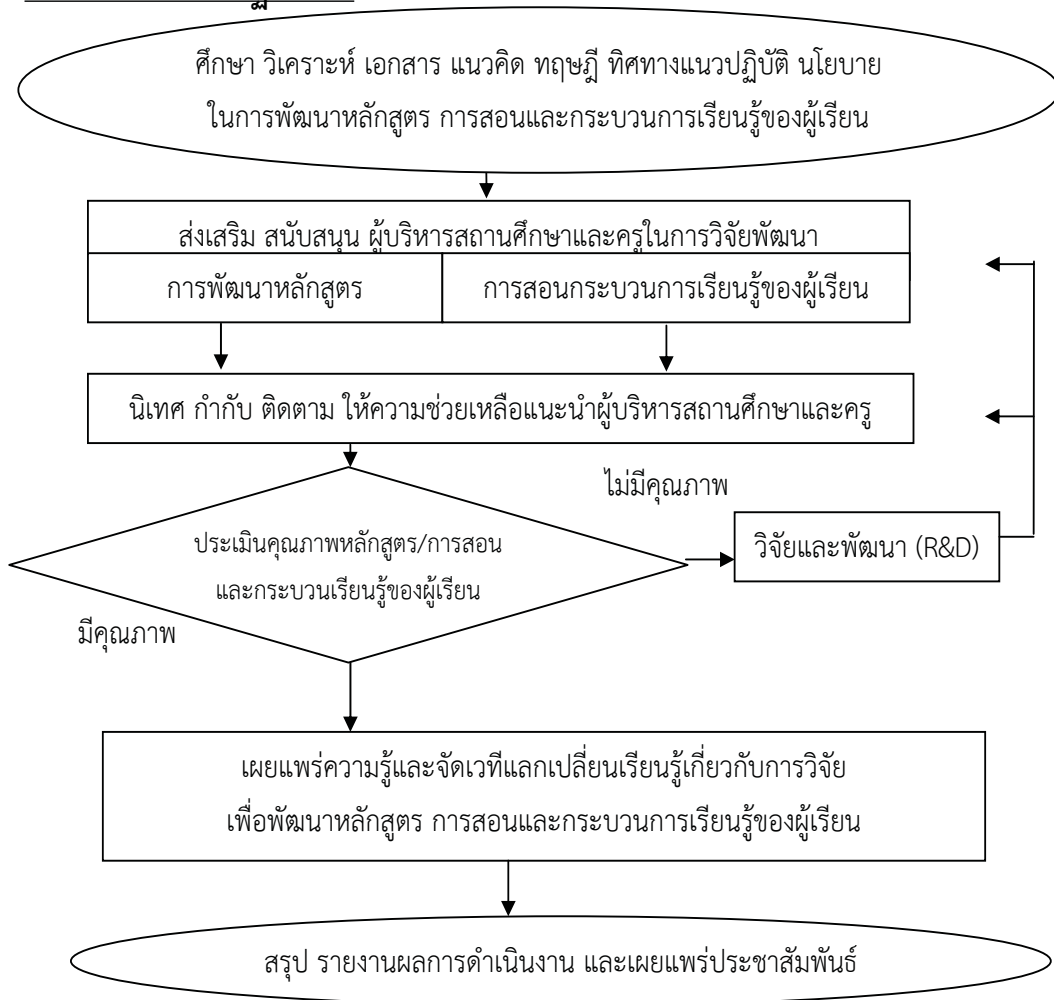 ศึกษา วิเคราะห์ เอกสาร แนวคิด ทฤษฎี ทิศทางแนวปฏิบัติ นโยบาย
ในการพัฒนาหลักสูตร การสอนและกระบวนการเรียนรู้ของผู้เรียน
ส่งเสริม สนับสนุน ผู้บริหารสถานศึกษาและครูในการวิจัยพัฒนา
การพัฒนาหลักสูตร
การสอนกระบวนการเรียนรู้ของผู้เรียน
นิเทศ กำกับ ติดตาม ให้ความช่วยเหลือแนะนำผู้บริหารสถานศึกษาและครู
ไม่มีคุณภาพ
ประเมินคุณภาพหลักสูตร/การสอน
และกระบวนเรียนรู้ของผู้เรียน
วิจัยและพัฒนา (R&D)
มีคุณภาพ
เผยแพร่ความรู้และจัดเวทีแลกเปลี่ยนเรียนรู้เกี่ยวกับการวิจัย
เพื่อพัฒนาหลักสูตร การสอนและกระบวนการเรียนรู้ของผู้เรียน
สรุป รายงานผลการดำเนินงาน และเผยแพร่ประชาสัมพันธ์